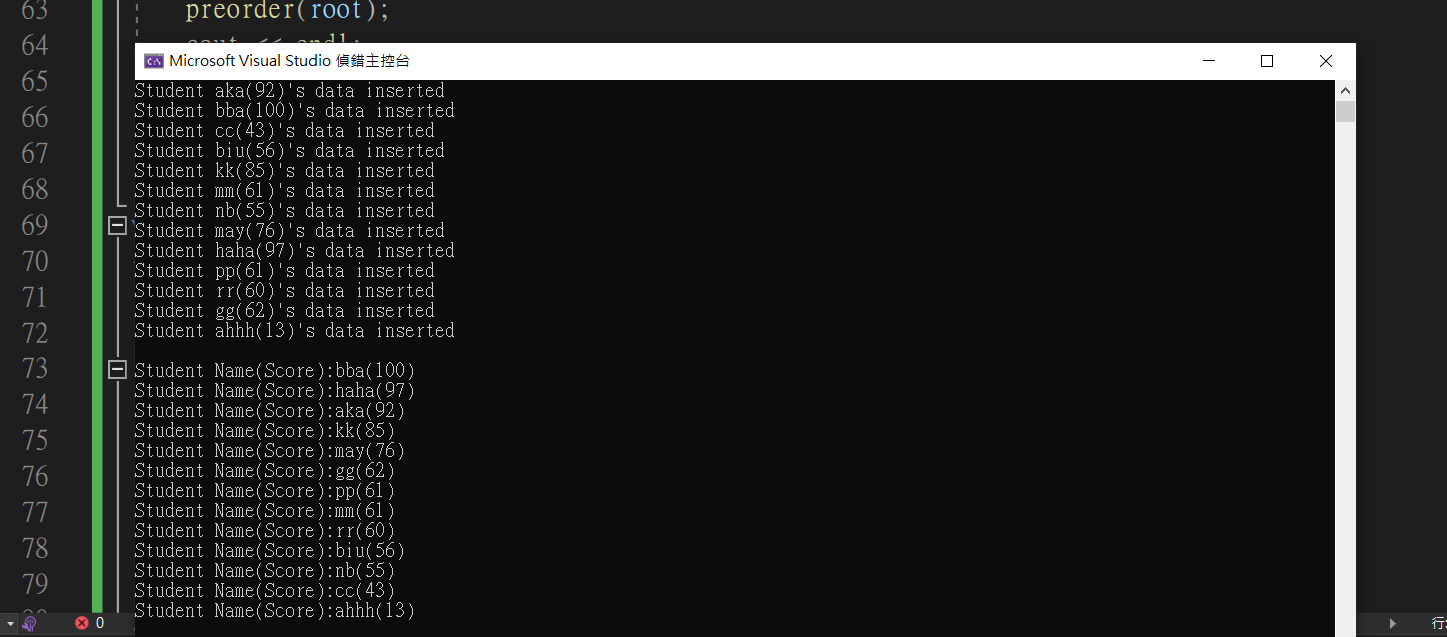 63 preorder(root);
64 cout << endl;
Microsoft Visual Studio 偵錯主控台
65
66
67
68
69
70
71
72
73
74
75
76
77
78
79
Student aka(92)'s data inserted
Student bba(100)'s data inserted
Student cc(43)'s data inserted
Student biu(56)'s data inserted
Student kk(85)'s data inserted
Student mm(61)'s data inserted
Student nb(55)'s data inserted
Student may(76)'s data inserted
Student haha(97)'s data inserted
Student pp(61)'s data inserted
Student rr(60)'s data inserted
Student gg(62)'s data inserted
Student ahhh(13)'s data inserted
Student Name(Score):bba(100)
Student Name(Score):haha(97)
Student Name(Score):aka(92)
Student Name(Score):kk(85)
Student Name(Score):may(76)
Student Name(Score):gg(62)
Student Name(Score):pp(61)
Student Name(Score):mm(61)
Student Name(Score):rr(60)
Student Name(Score):biu(56)
Student Name(Score):nb(55)
Student Name(Score):cc(43)
Student Name(Score):ahhh(13)
0
行: